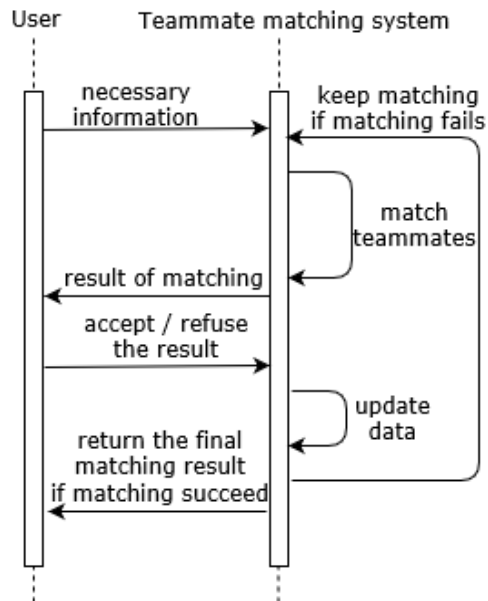 User
Teammate matching system
necessary
information
keep matching
if matching fails
match
teammates
result of matching
accept / refuse
the result
update
data
return the final
matching result
if matching succeed